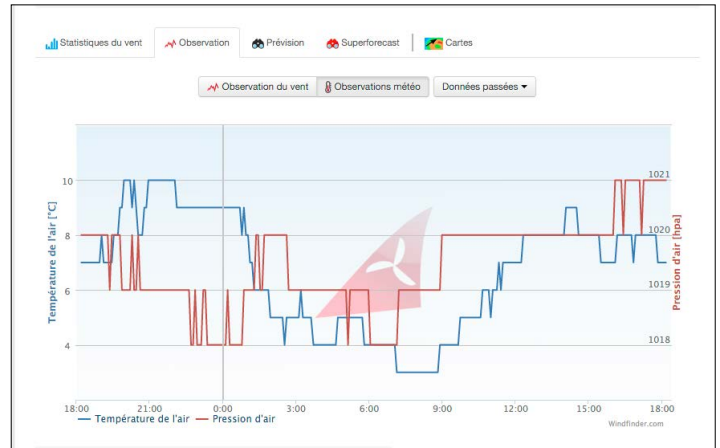 Statistiques du vent Observation Prévision Superforecast Cartes
Observation du vent Observations météo Données passées
Température de l'air [°C]
10
8
6
4
1021
1020
1019
1018
Pression d'air [hpa]
18:00 21:00 0:00 3:00 6:00 9:00 12:00 15:00 18:00
Température de l'air Pression d'air
Windfinder.com